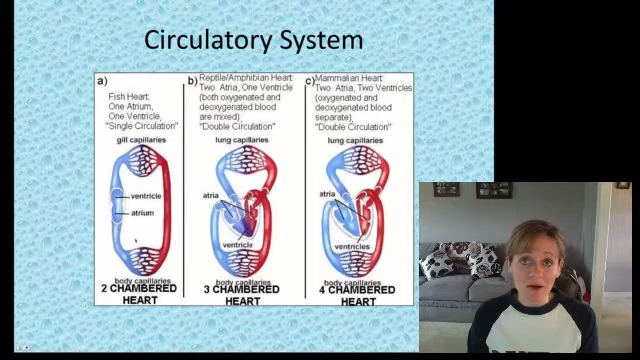 Circulatory System
a)
Fish Heart:
One Atrium,
One Ventricle,
"Single Circulation"
gill capillaries
ventricle
atrium
body capillaries
2 CHAMBERED
HEART
b)
Reptile/Amphibian Heart:
Two Atria, One Ventricle
(both oxygenated and
deoxygenated blood
are mixed)
"Double Circulation"
lung capillaries
atria
ventricle
body capillaries
3 CHAMBERED
HEART
c)
Mammalian Heart:
Two Atria, Two Ventricles
(oxygenated and
deoxygenated blood
separate),
"Double Circulation"
lung capillaries
atria
ventricles
body capillaries
4 CHAMBERED
HEART